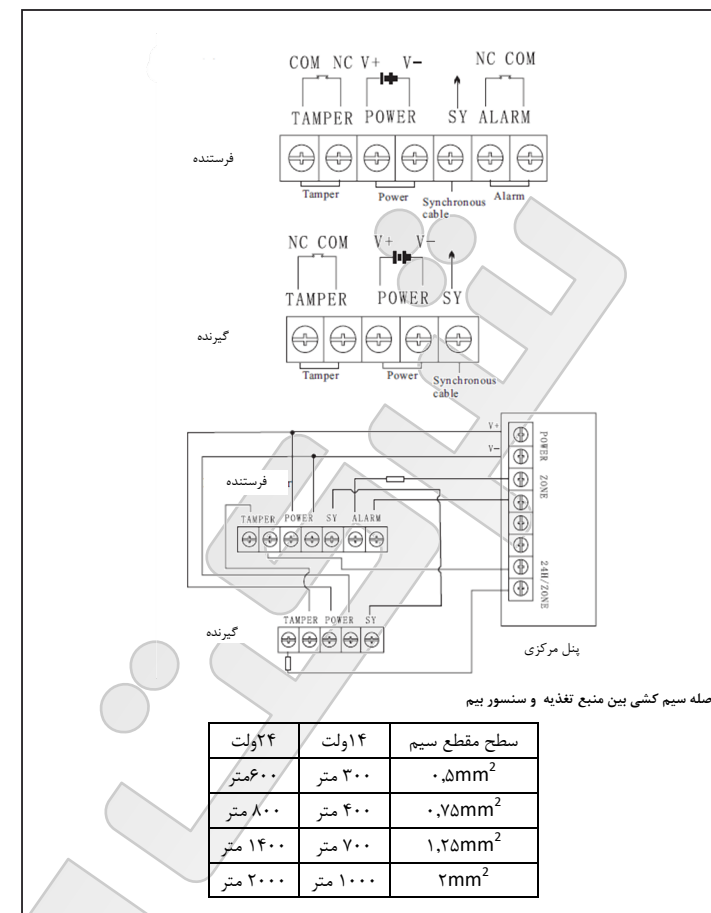 COM NC V+ V− NC COM
TAMPER POWER SY ALARM
فرستنده
Tamper Power Synchronous cable Alarm
NC COM V+ V−
TAMPER POWER SY
گیرنده
Tamper Power Synchronous cable
V+
V−
POWER
ZONE
24H/ZONE
فرستنده
TAMPER POWER SY ALARM
TAMPER POWER SY
گیرنده
پنل مرکزی
صله سیم کشی بین منبع تغذیه و سنسور بیم
سطح مقطع سیم ۱۴ولت ۲۴ولت
۰,۵mm² ۳۰۰ متر ۶۰۰متر
۰,۷۵mm² ۴۰۰ متر ۸۰۰ متر
۱,۲۵mm² ۷۰۰ متر ۱۴۰۰ متر
۲mm² ۱۰۰۰ متر ۲۰۰۰ متر